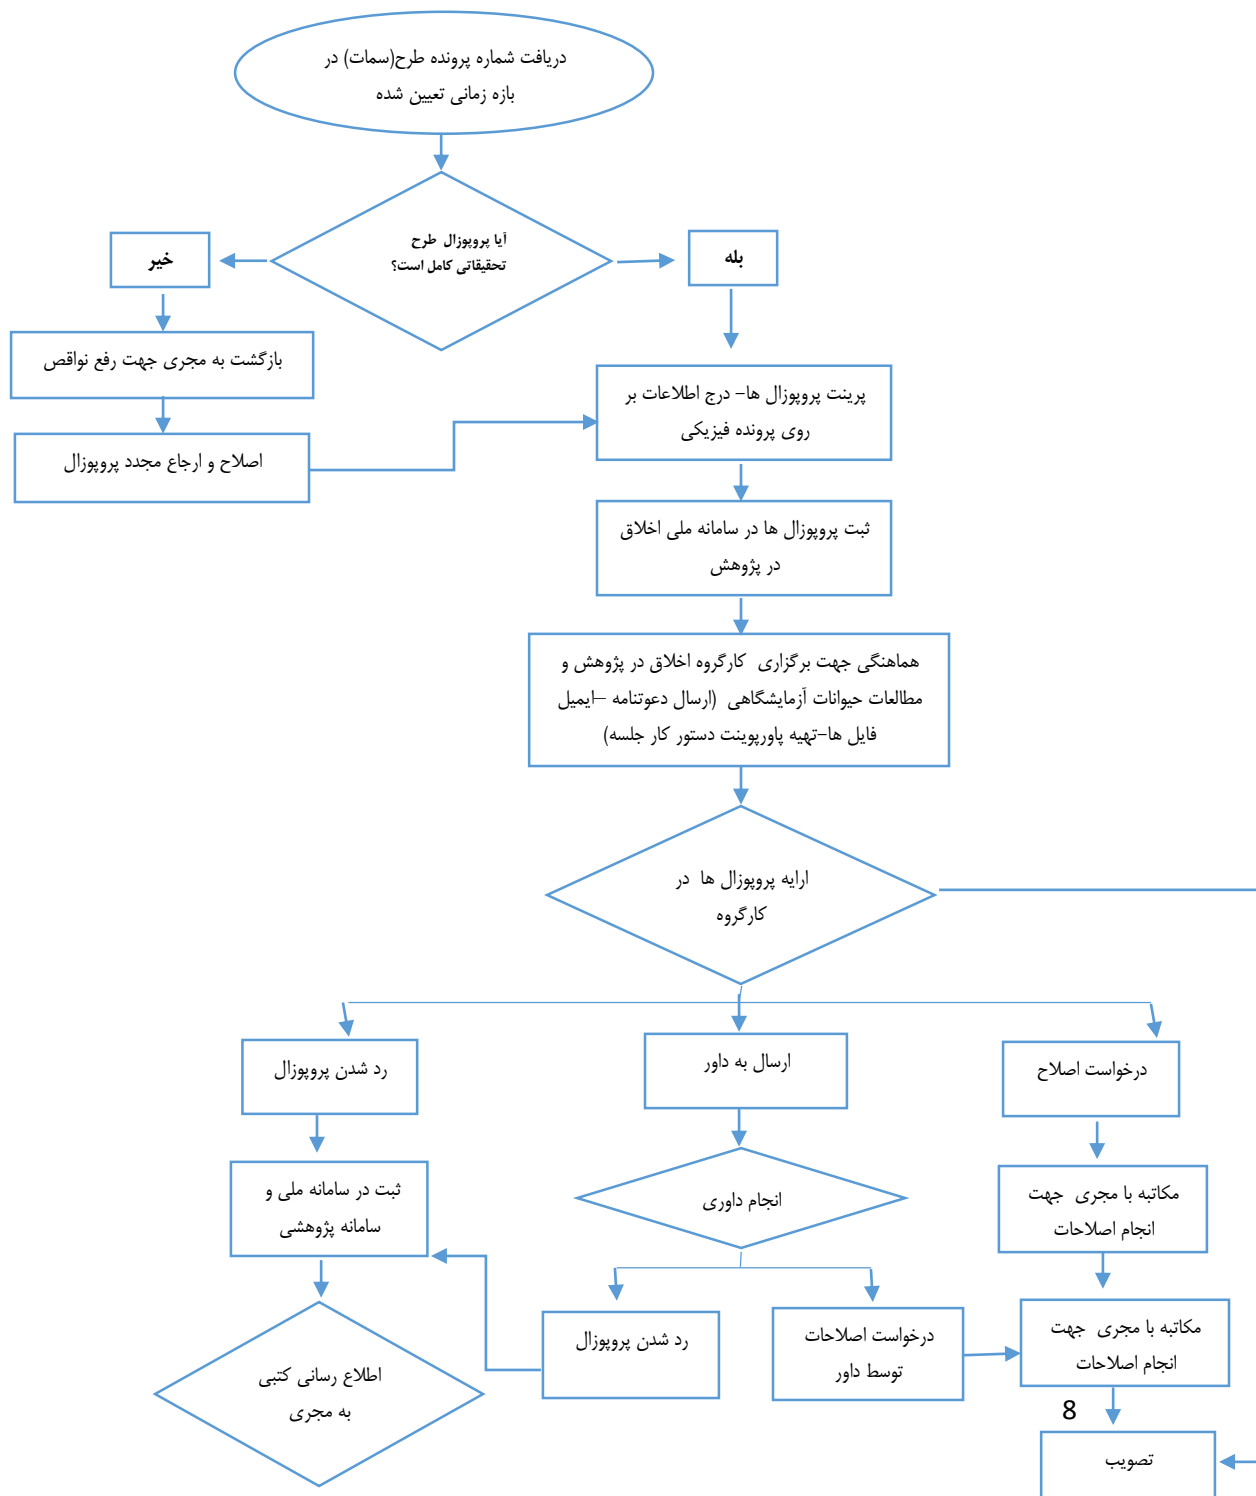 دریافت شماره پرونده طرح(سمات) در
بازه زمانی تعیین شده
آیا پروپوزال طرح
تحقیقاتی کامل است؟
بله
خیر
بازگشت به مجری جهت رفع نواقص
اصلاح و ارجاع مجدد پروپوزال
پرینت پروپوزال ها– درج اطلاعات بر
روی پرونده فیزیکی
ثبت پروپوزال ها در سامانه ملی اخلاق
در پژوهش
هماهنگی جهت برگزاری کارگروه اخلاق در پژوهش و
مطالعات حیوانات آزمایشگاهی (ارسال دعوتنامه –ایمیل
فایل ها–تهیه پاورپوینت دستور کار جلسه)
ارایه پروپوزال ها در
کارگروه
درخواست اصلاح
ارسال به داور
رد شدن پروپوزال
مکاتبه با مجری جهت
انجام اصلاحات
انجام داوری
ثبت در سامانه ملی و
سامانه پژوهشی
مکاتبه با مجری جهت
انجام اصلاحات
درخواست اصلاحات
توسط داور
رد شدن پروپوزال
اطلاع رسانی کتبی
به مجری
8
تصویب